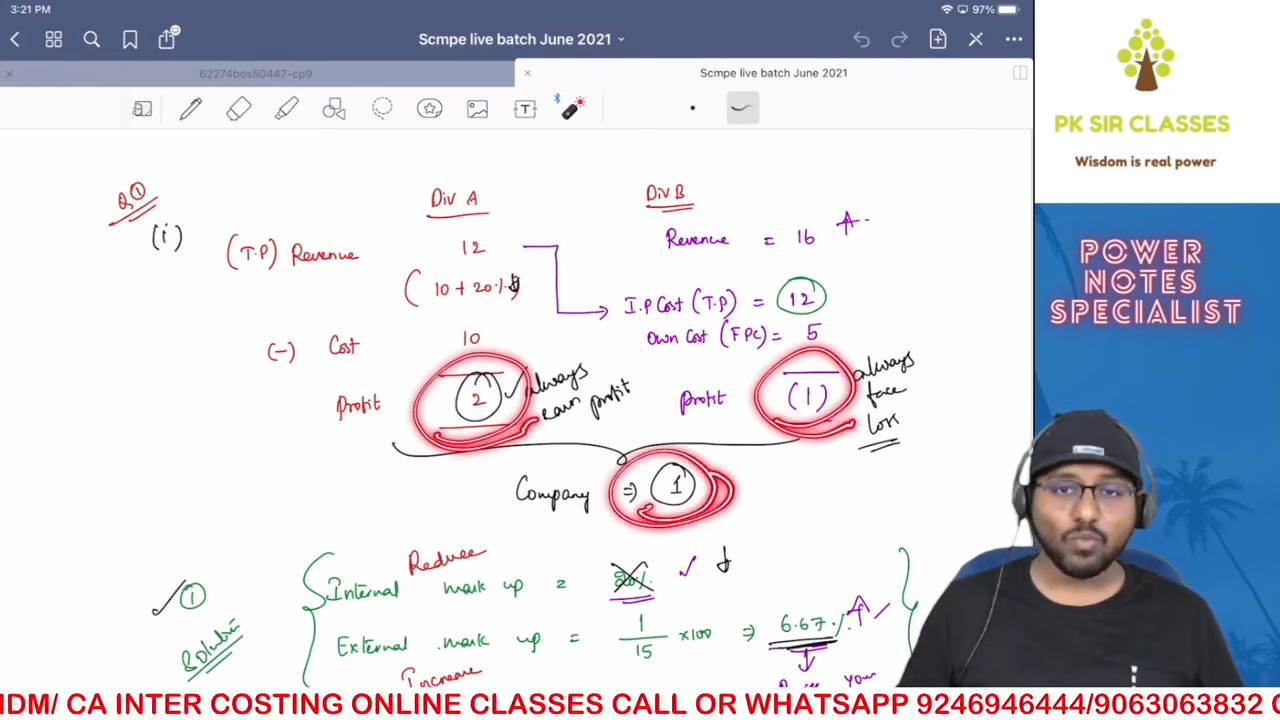 3:21 PM
97%
Scmpe live batch June 2021
62274bos50447-cp9
Scmpe live batch June 2021
PK SIR CLASSES
Wisdom is real power
POWER
NOTES
SPECIALIST
Q①
(i)
Div A
Div B
(T.P) Revenue 12
Revenue = 16
(10 + 20%)
I.P Cost (T.P) = 12
(-) Cost 10
Own Cost (FPC) = 5
Profit 2
always
earn profit
Profit (1)
always
face
loss
Company ⇒ 1
①
Solution
Reduce
Internal mark up = 20%
External mark up = 1/15 ×100 ⇒ 6.67%
Increase
you
IDM/ CA INTER COSTING ONLINE CLASSES CALL OR WHATSAPP 9246946444/9063063832